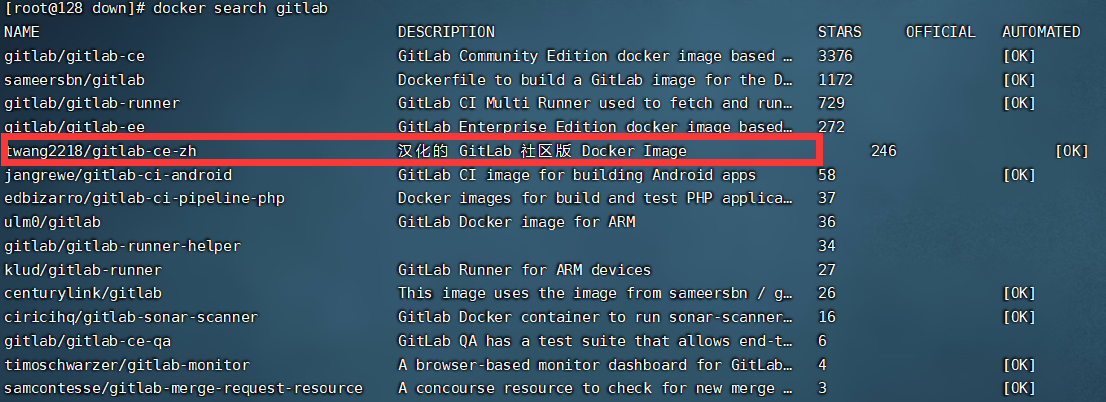 [root@128 down]# docker search gitlab
NAME DESCRIPTION STARS OFFICIAL AUTOMATED
gitlab/gitlab-ce GitLab Community Edition docker image based … 3376 [OK]
sameersbn/gitlab Dockerfile to build a GitLab image for the D… 1172 [OK]
gitlab/gitlab-runner GitLab CI Multi Runner used to fetch and run… 729 [OK]
gitlab/gitlab-ee GitLab Enterprise Edition docker image based… 272
twang2218/gitlab-ce-zh 汉化的 GitLab 社区版 Docker Image 246 [OK]
jangrewe/gitlab-ci-android GitLab CI image for building Android apps 58 [OK]
edbizarro/gitlab-ci-pipeline-php Docker images for build and test PHP applica… 37
ulm0/gitlab GitLab Docker image for ARM 36
gitlab/gitlab-runner-helper 34
klud/gitlab-runner GitLab Runner for ARM devices 27
centurylink/gitlab This image uses the image from sameersbn / g… 26 [OK]
ciricihq/gitlab-sonar-scanner Gitlab Docker container to run sonar-scanner… 16 [OK]
gitlab/gitlab-ce-qa GitLab QA has a test suite that allows end-t… 6
timoschwarzer/gitlab-monitor A browser-based monitor dashboard for GitLab… 4 [OK]
samcontesse/gitlab-merge-request-resource A concourse resource to check for new merge … 3 [OK]